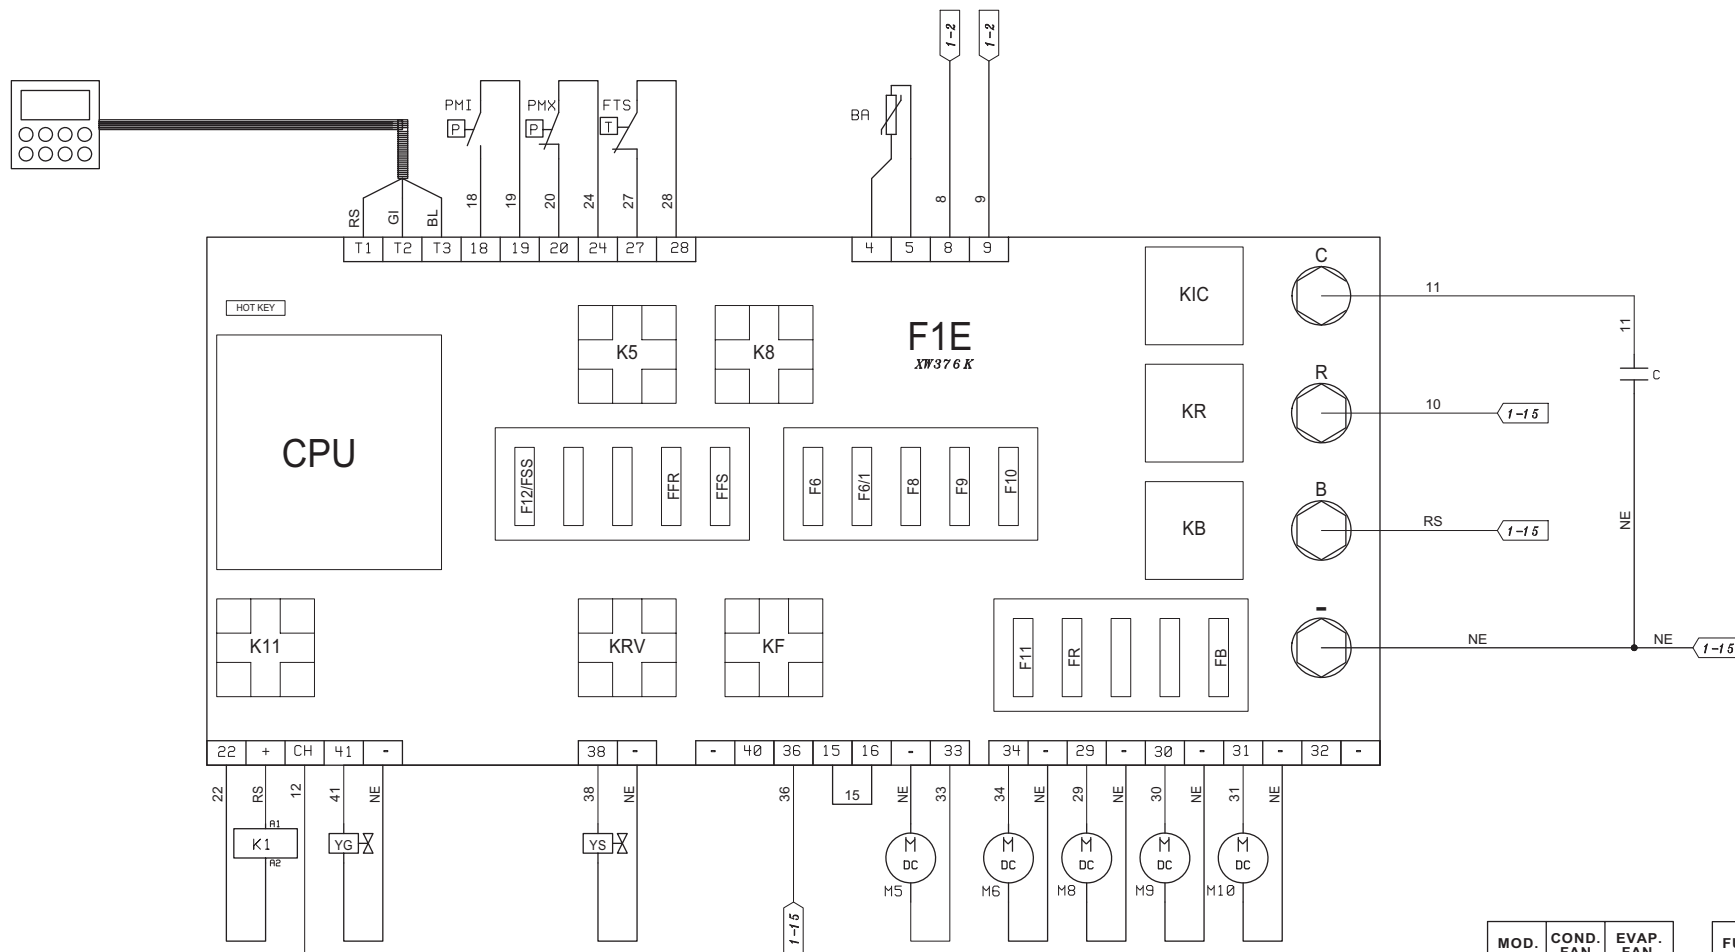 1-2 1-2
PMI PMX FTS BA
P P T
18 19 20 24 27 28 8 9
RS GI BL
T1 T2 T3 18 19 20 24 27 28 4 5 8 9
C
KIC
11
HOT KEY
11
K5 K8 F1E
XW376K
R
C
KR
10 1-15
CPU
F12/FSS FFR FFS F6 F6/1 F8 F9 F10
B
KB
RS 1-15
NE
-
K11 KRV KF F11 FR FB
NE NE 1-15
22 + CH 41 - 38 - - 40 36 15 16 - 33 34 - 29 - 30 - 31 - 32 -
22 RS 12 41 NE 38 NE 36 15 NE 33 34 NE 29 NE 30 NE 31 NE
A1
K1 YG YS M M M M M
A2 DC DC DC DC DC
M5 M6 M8 M9 M10
1-15
MOD. COND. EVAP.